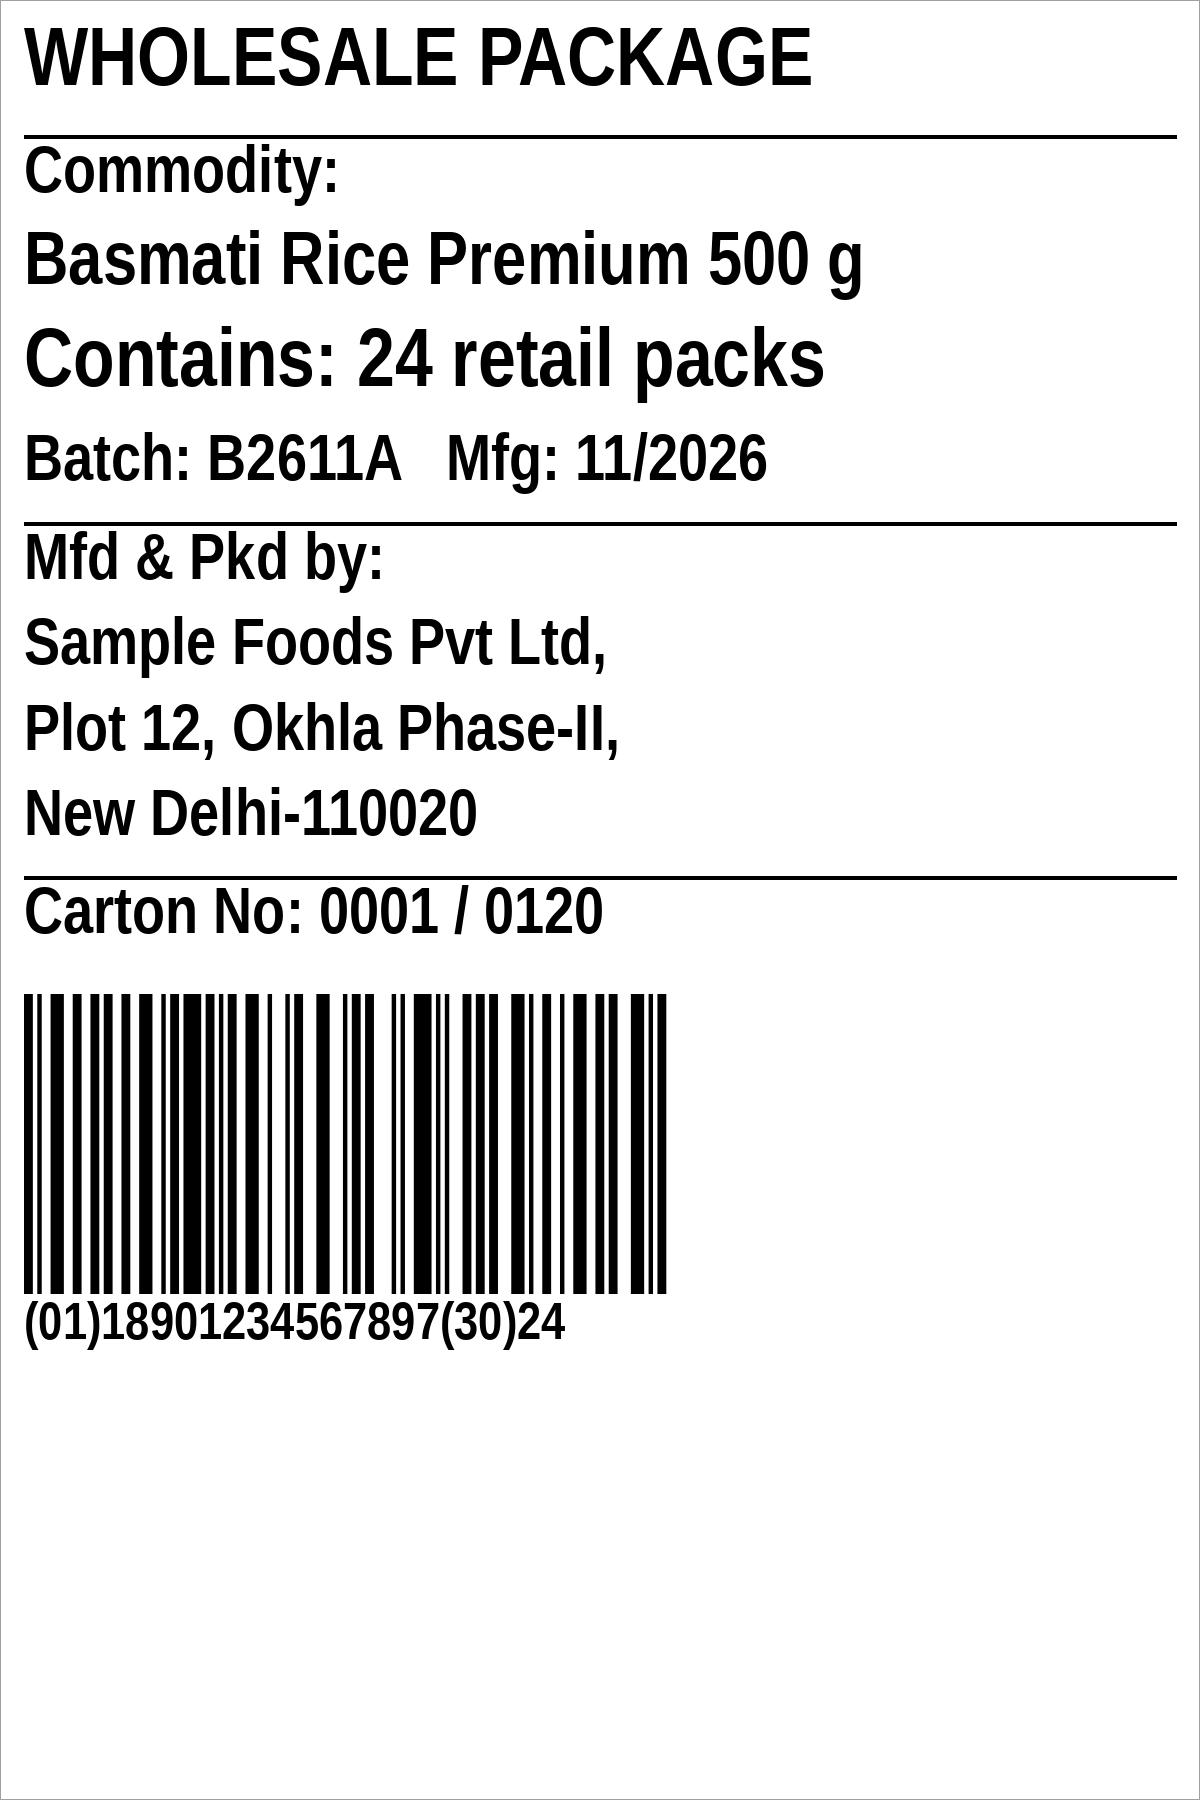 WHOLESALE PACKAGE
Commodity:
Basmati Rice Premium 500 g
Contains: 24 retail packs
Batch: B2611A   Mfg: 11/2026
Mfd & Pkd by:
Sample Foods Pvt Ltd,
Plot 12, Okhla Phase-II,
New Delhi-110020
Carton No: 0001 / 0120
(01)18901234567897(30)24